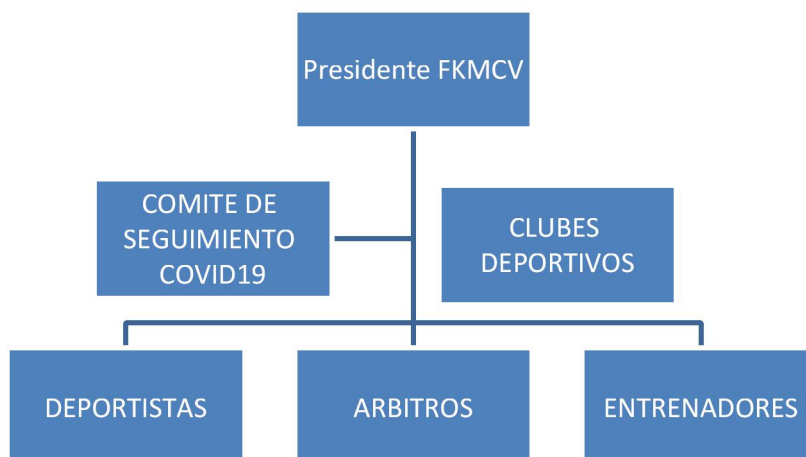 Presidente FKMCV
COMITE DE
SEGUIMIENTO
COVID19
CLUBES
DEPORTIVOS
DEPORTISTAS
ARBITROS
ENTRENADORES